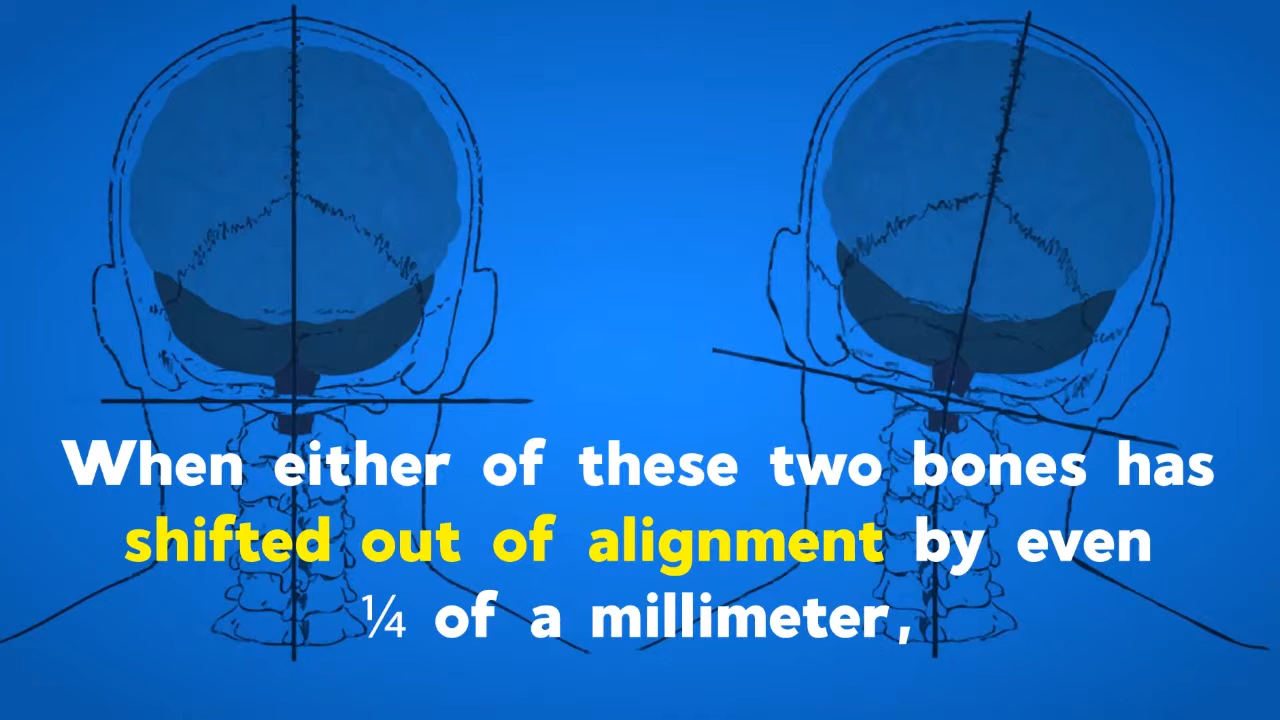 When either of these two bones has
shifted out of alignment by even
¼ of a millimeter,